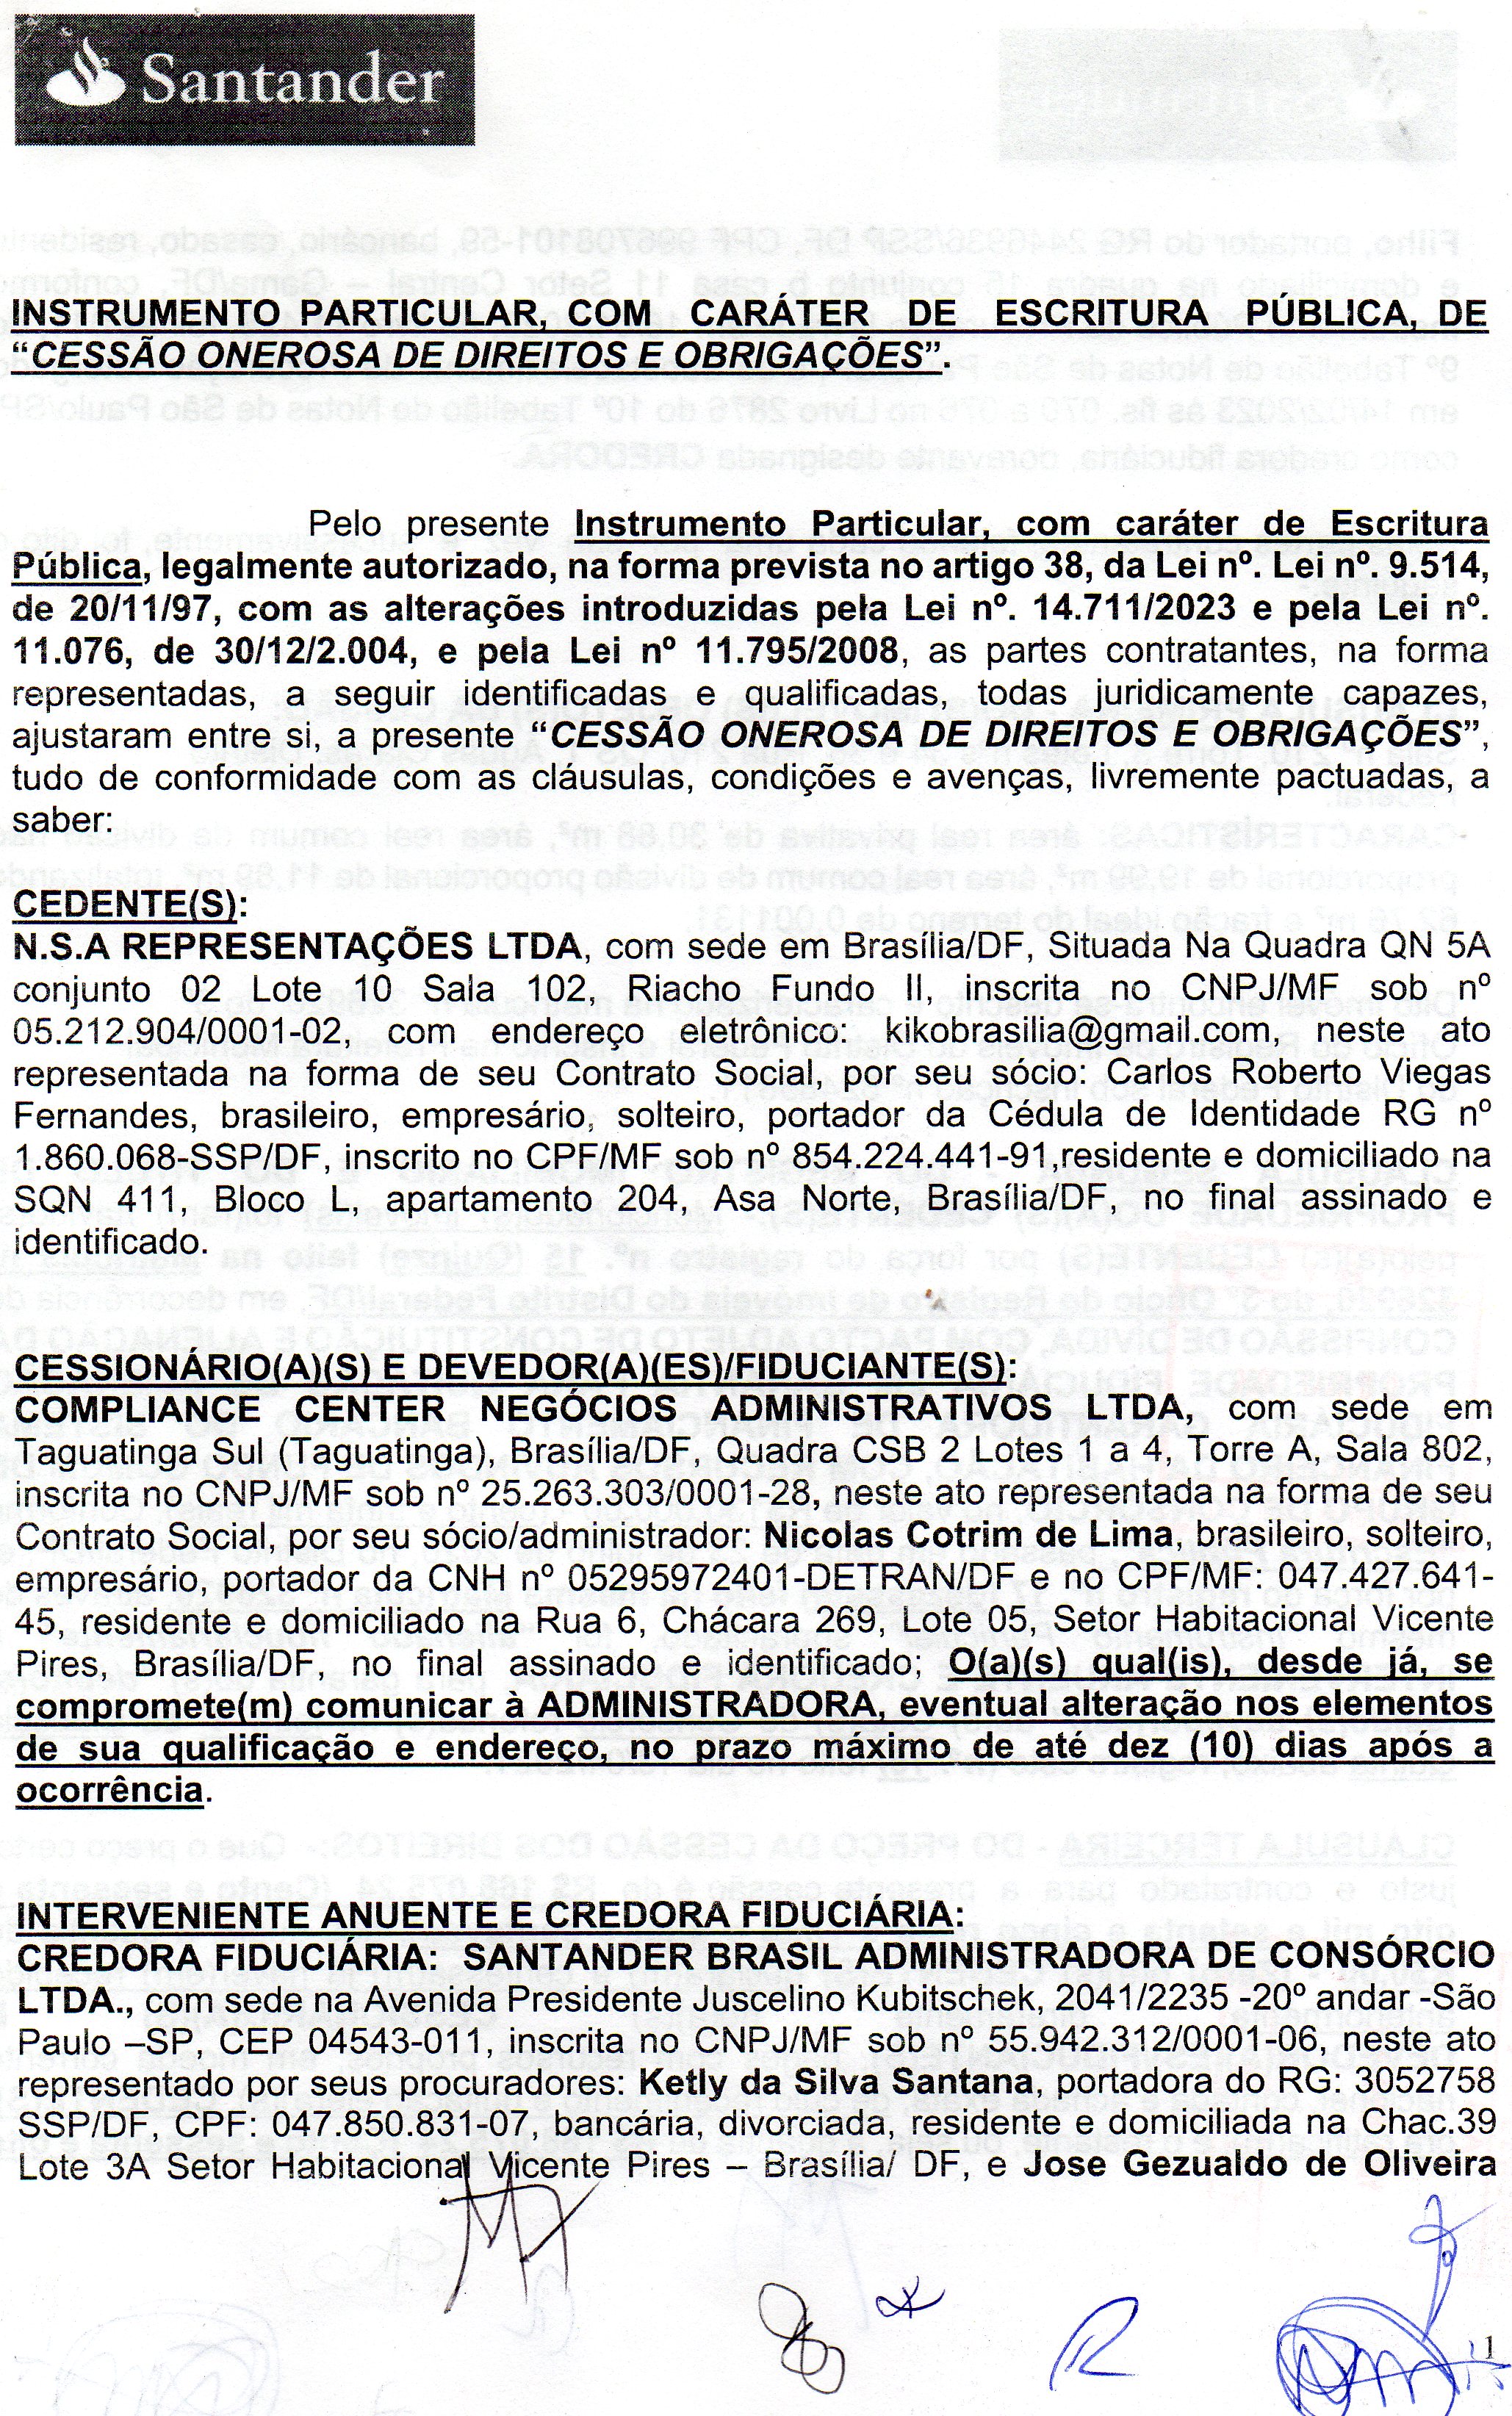 Santander
INSTRUMENTO PARTICULAR, COM CARÁTER DE ESCRITURA PÚBLICA, DE
“CESSÃO ONEROSA DE DIREITOS E OBRIGAÇÕES”.
Pelo presente Instrumento Particular, com caráter de Escritura
Pública, legalmente autorizado, na forma prevista no artigo 38, da Lei nº. Lei nº. 9.514,
de 20/11/97, com as alterações introduzidas pela Lei nº. 14.711/2023 e pela Lei nº.
11.076, de 30/12/2.004, e pela Lei nº 11.795/2008, as partes contratantes, na forma
representadas, a seguir identificadas e qualificadas, todas juridicamente capazes,
ajustaram entre si, a presente “CESSÃO ONEROSA DE DIREITOS E OBRIGAÇÕES”,
tudo de conformidade com as cláusulas, condições e avenças, livremente pactuadas, a
saber:
CEDENTE(S):
N.S.A REPRESENTAÇÕES LTDA, com sede em Brasília/DF, Situada Na Quadra QN 5A
conjunto 02 Lote 10 Sala 102, Riacho Fundo II, inscrita no CNPJ/MF sob nº
05.212.904/0001-02, com endereço eletrônico: kikobrasilia@gmail.com, neste ato
representada na forma de seu Contrato Social, por seu sócio: Carlos Roberto Viegas
Fernandes, brasileiro, empresário, solteiro, portador da Cédula de Identidade RG nº
1.860.068-SSP/DF, inscrito no CPF/MF sob nº 854.224.441-91,residente e domiciliado na
SQN 411, Bloco L, apartamento 204, Asa Norte, Brasília/DF, no final assinado e
identificado.
CESSIONÁRIO(A)(S) E DEVEDOR(A)(ES)/FIDUCIANTE(S):
COMPLIANCE CENTER NEGÓCIOS ADMINISTRATIVOS LTDA, com sede em
Taguatinga Sul (Taguatinga), Brasília/DF, Quadra CSB 2 Lotes 1 a 4, Torre A, Sala 802,
inscrita no CNPJ/MF sob nº 25.263.303/0001-28, neste ato representada na forma de seu
Contrato Social, por seu sócio/administrador: Nicolas Cotrim de Lima, brasileiro, solteiro,
empresário, portador da CNH nº 05295972401-DETRAN/DF e no CPF/MF: 047.427.641-
45, residente e domiciliado na Rua 6, Chácara 269, Lote 05, Setor Habitacional Vicente
Pires, Brasília/DF, no final assinado e identificado; O(a)(s) qual(is), desde já, se
compromete(m) comunicar à ADMINISTRADORA, eventual alteração nos elementos
de sua qualificação e endereço, no prazo máximo de até dez (10) dias após a
ocorrência.
INTERVENIENTE ANUENTE E CREDORA FIDUCIÁRIA:
CREDORA FIDUCIÁRIA: SANTANDER BRASIL ADMINISTRADORA DE CONSÓRCIO
LTDA., com sede na Avenida Presidente Juscelino Kubitschek, 2041/2235 -20º andar -São
Paulo –SP, CEP 04543-011, inscrita no CNPJ/MF sob nº 55.942.312/0001-06, neste ato
representado por seus procuradores: Ketly da Silva Santana, portadora do RG: 3052758
SSP/DF, CPF: 047.850.831-07, bancária, divorciada, residente e domiciliada na Chac.39
Lote 3A Setor Habitacional Vicente Pires – Brasília/ DF, e Jose Gezualdo de Oliveira
1